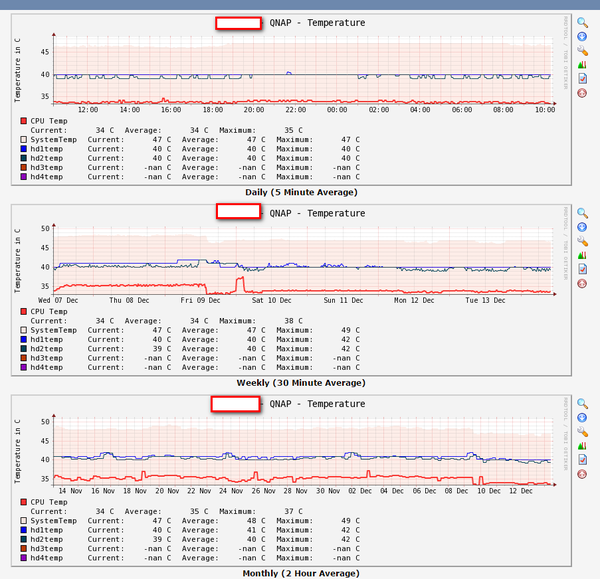 QNAP - Temperature
Temperature in C
45
40
35
12:00 14:00 16:00 18:00 20:00 22:00 00:00 02:00 04:00 06:00 08:00 10:00
CPU Temp
Current: 34 C Average: 34 C Maximum: 35 C
SystemTemp Current: 47 C Average: 47 C Maximum: 47 C
hd1temp Current: 40 C Average: 40 C Maximum: 40 C
hd2temp Current: 40 C Average: 40 C Maximum: 40 C
hd3temp Current: -nan C Average: -nan C Maximum: -nan C
hd4temp Current: -nan C Average: -nan C Maximum: -nan C
Daily (5 Minute Average)
- QNAP - Temperature
Temperature in C
50
45
40
35
Wed 07 Dec Thu 08 Dec Fri 09 Dec Sat 10 Dec Sun 11 Dec Mon 12 Dec Tue 13 Dec
CPU Temp
Current: 34 C Average: 34 C Maximum: 38 C
SystemTemp Current: 47 C Average: 47 C Maximum: 49 C
hd1temp Current: 40 C Average: 40 C Maximum: 42 C
hd2temp Current: 39 C Average: 40 C Maximum: 42 C
hd3temp Current: -nan C Average: -nan C Maximum: -nan C
hd4temp Current: -nan C Average: -nan C Maximum: -nan C
Weekly (30 Minute Average)
- QNAP - Temperature
Temperature in C
50
45
40
35
14 Nov 16 Nov 18 Nov 20 Nov 22 Nov 24 Nov 26 Nov 28 Nov 30 Nov 02 Dec 04 Dec 06 Dec 08 Dec 10 Dec 12 Dec
CPU Temp
Current: 34 C Average: 35 C Maximum: 37 C
SystemTemp Current: 47 C Average: 48 C Maximum: 49 C
hd1temp Current: 40 C Average: 41 C Maximum: 42 C
hd2temp Current: 39 C Average: 40 C Maximum: 42 C
hd3temp Current: -nan C Average: -nan C Maximum: -nan C
hd4temp Current: -nan C Average: -nan C Maximum: -nan C
Monthly (2 Hour Average)